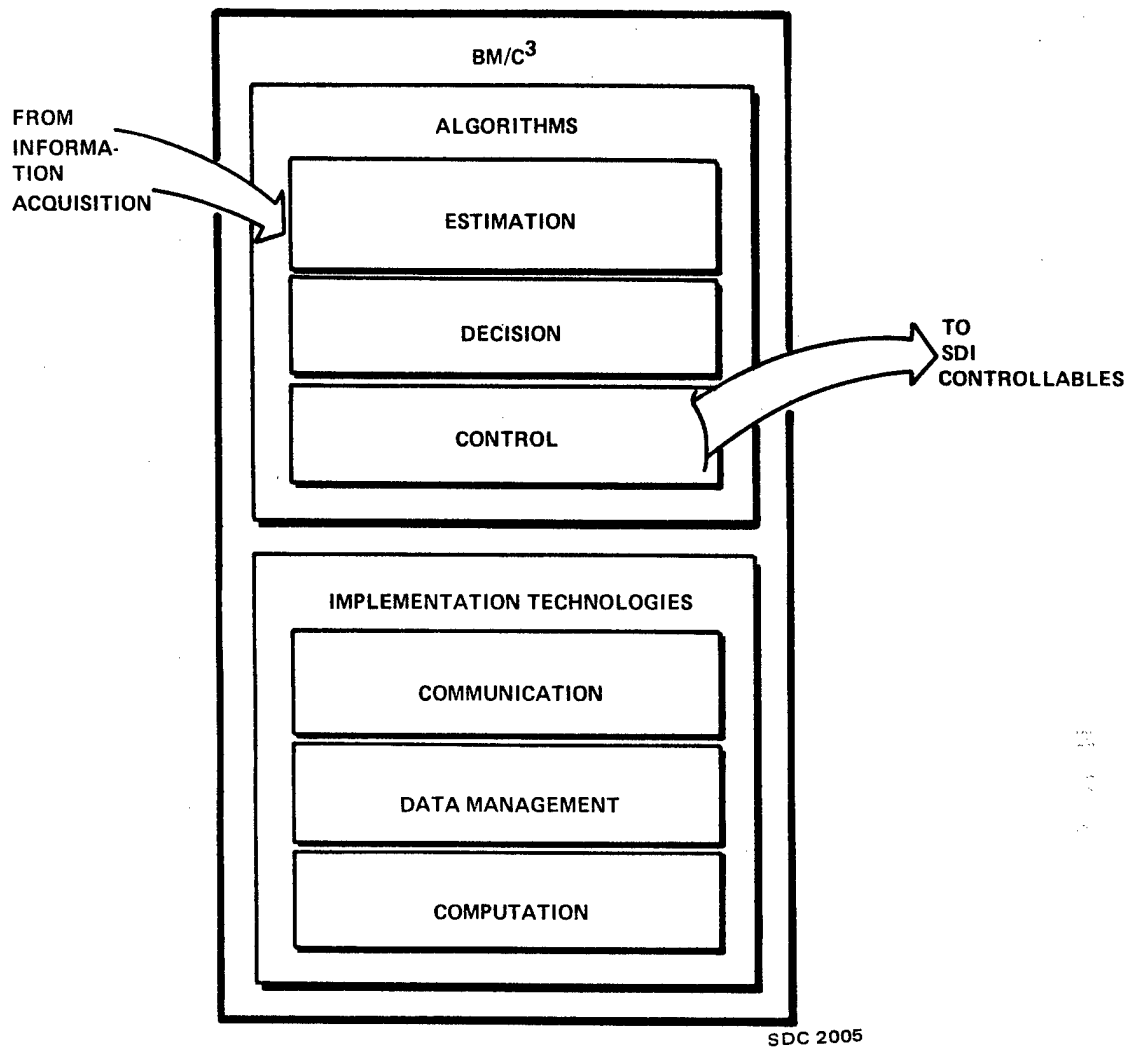 BM/C³
ALGORITHMS
FROM
INFORMA-
TION
ACQUISITION
ESTIMATION
DECISION
CONTROL
TO
SDI
CONTROLLABLES
IMPLEMENTATION TECHNOLOGIES
COMMUNICATION
DATA MANAGEMENT
COMPUTATION
SDC 2005